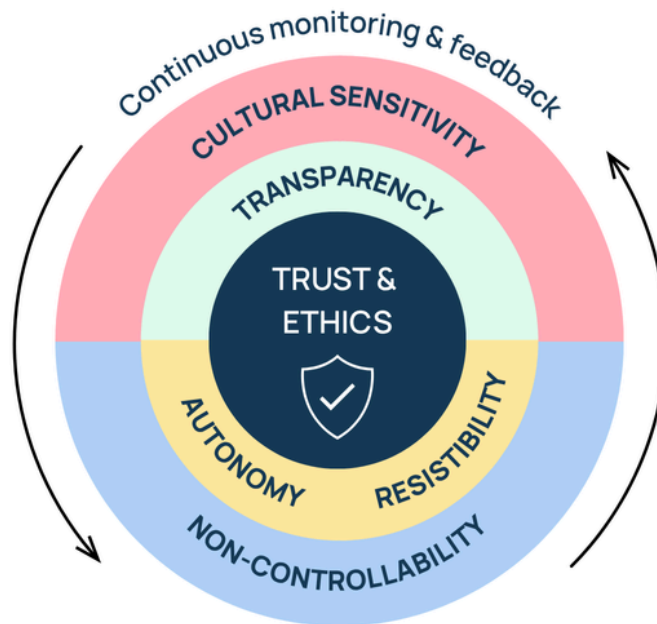 Continuous monitoring & feedback
CULTURAL SENSITIVITY
TRANSPARENCY
TRUST &
ETHICS
AUTONOMY
RESISTIBILITY
NON-CONTROLLABILITY